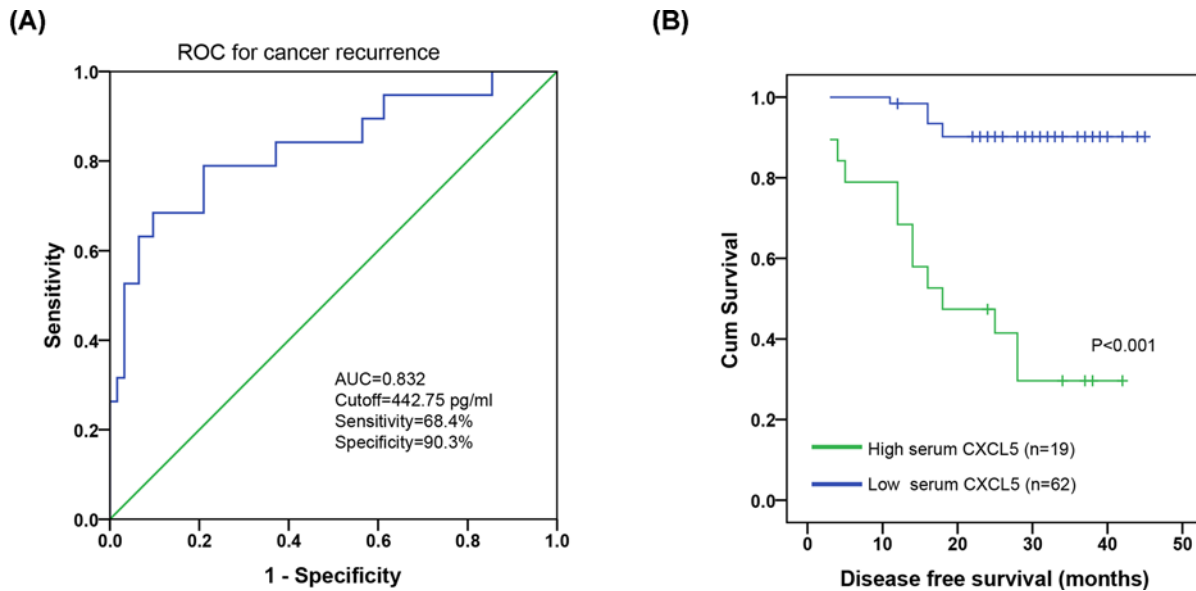 (A)
ROC for cancer recurrence
1.0
0.8
0.6
0.4
0.2
0.0
Sensitivity
AUC=0.832
Cutoff=442.75 pg/ml
Sensitivity=68.4%
Specificity=90.3%
0.0 0.2 0.4 0.6 0.8 1.0
1 - Specificity
(B)
1.0
0.8
0.6
0.4
0.2
0.0
Cum Survival
P<0.001
High serum CXCL5 (n=19)
Low serum CXCL5 (n=62)
0 10 20 30 40 50
Disease free survival (months)